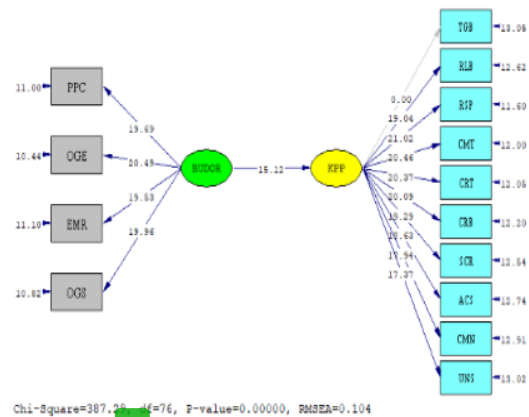 11.00 PPC
10.44 OGE
11.10 EMR
10.82 OGS
19.69
20.49
19.53
19.96
BUDOR
15.12
KPP
0.00
19.04
21.02
20.46
20.37
20.09
19.29
18.63
17.94
17.37
TGB 13.05
RLB 12.62
RSP 11.60
CMT 12.00
CRT 12.05
CRB 12.20
SCR 12.54
ACS 12.74
CMN 12.91
UNS 13.02
Chi-Square=387.29, df=76, P-value=0.00000, RMSEA=0.104